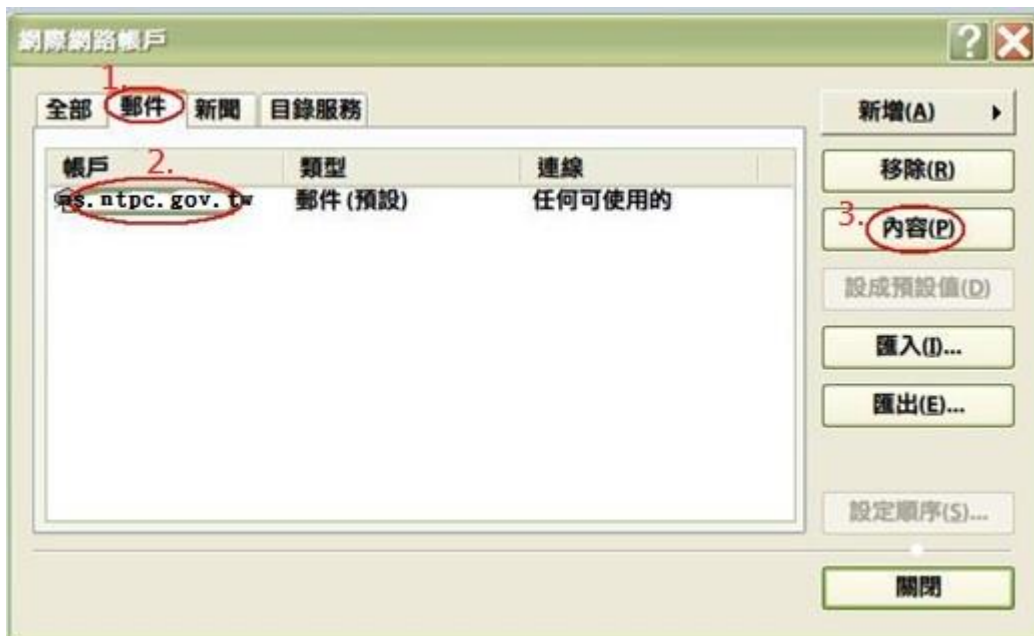 網際網路帳戶
1.
全部 郵件 新聞 目錄服務
新增(A)
帳戶 2. 類型 連線
移除(R)
s.ntpc.gov.tw 郵件(預設) 任何可使用的
3. 內容(P)
設成預設值(D)
匯入(I)...
匯出(E)...
設定順序(S)...
關閉